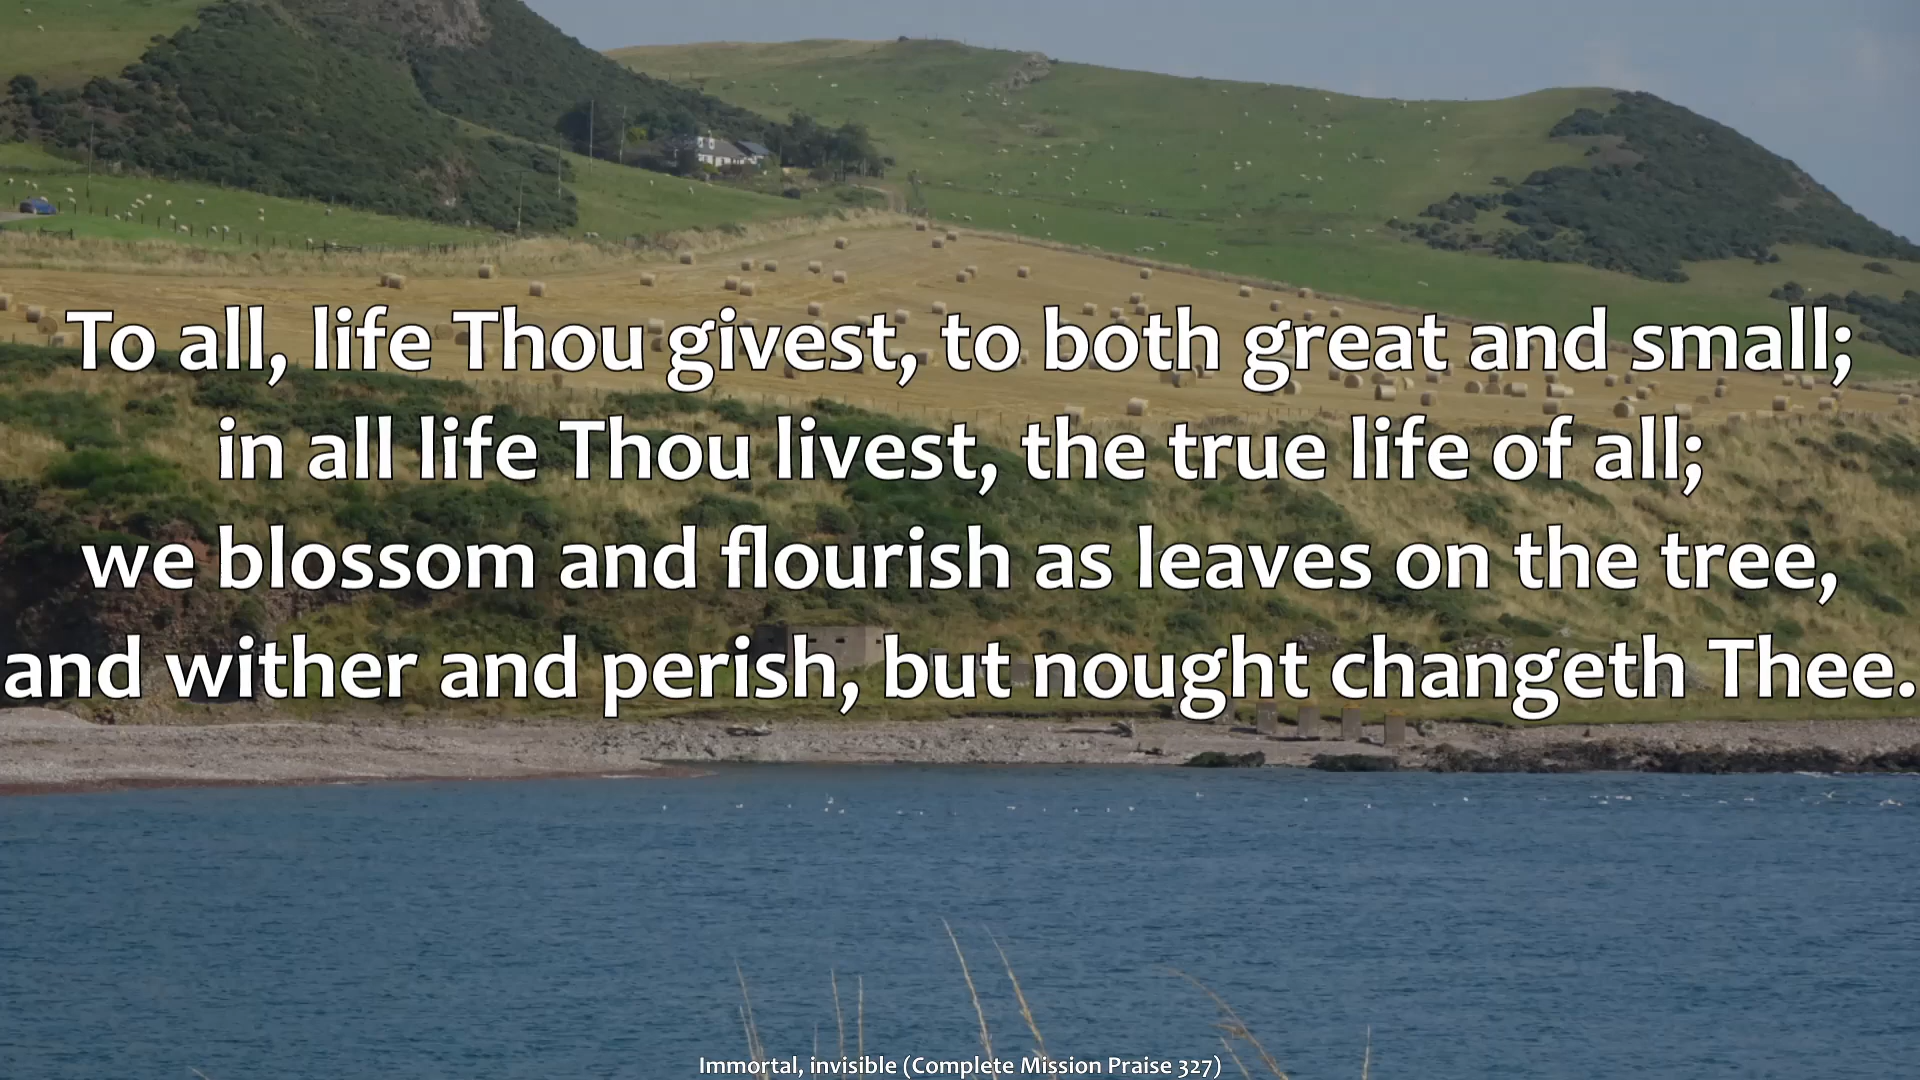 To all, life Thou givest, to both great and small;
in all life Thou livest, the true life of all;
we blossom and flourish as leaves on the tree,
and wither and perish, but nought changeth Thee.
Immortal, invisible (Complete Mission Praise 327)